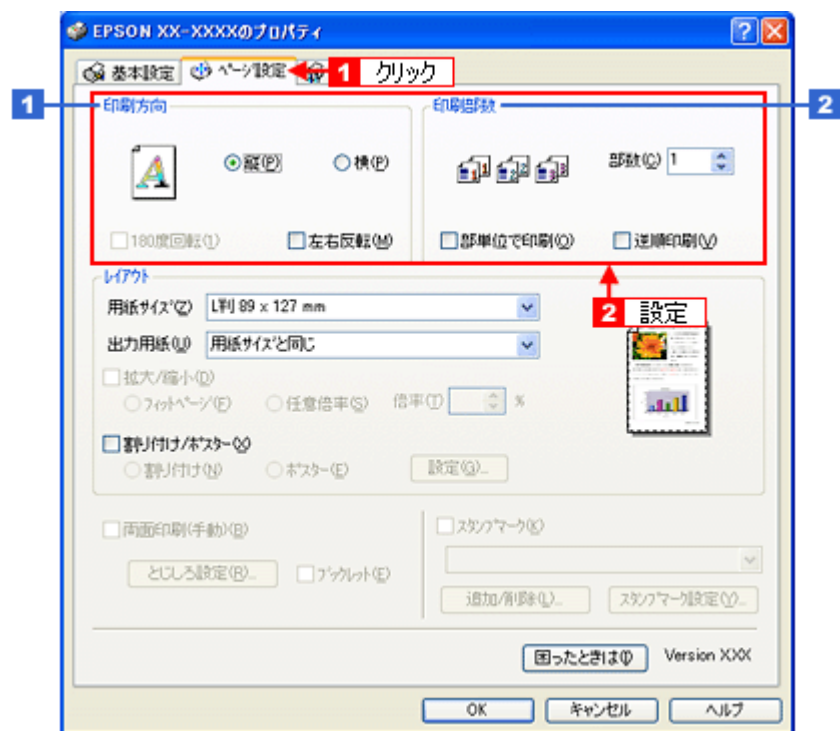 EPSON XX-XXXXのプロパティ
基本設定
ページ設定
1 クリック
1
印刷方向
縦(P)
横(P)
180度回転(1)
左右反転(M)
印刷部数
2
部数(C) 1
部単位で印刷(O)
逆順印刷(V)
2 設定
レイアウト
用紙サイズ(Z) L判 89 x 127 mm
出力用紙(U) 用紙サイズと同じ
拡大/縮小(D)
フィットページ(F) 任意倍率(S) 倍率(T) %
割り付け/ポスター(X)
割り付け(N) ポスター(E) 設定(G)...
両面印刷(手動)(B)
とじしろ設定(R)... ブックレット(E)
スタンプマーク(K)
追加/削除(L)... スタンプマーク設定(Y)...
困ったときは(I) Version XXX
OK キャンセル ヘルプ